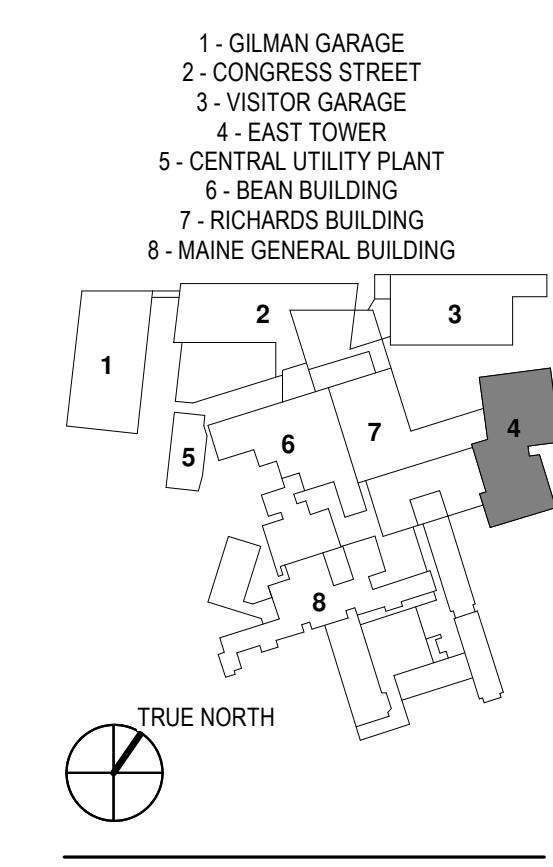 1 - GILMAN GARAGE
2 - CONGRESS STREET
3 - VISITOR GARAGE
4 - EAST TOWER
5 - CENTRAL UTILITY PLANT
6 - BEAN BUILDING
7 - RICHARDS BUILDING
8 - MAINE GENERAL BUILDING
2
3
1
7
4
6
5
8
TRUE NORTH